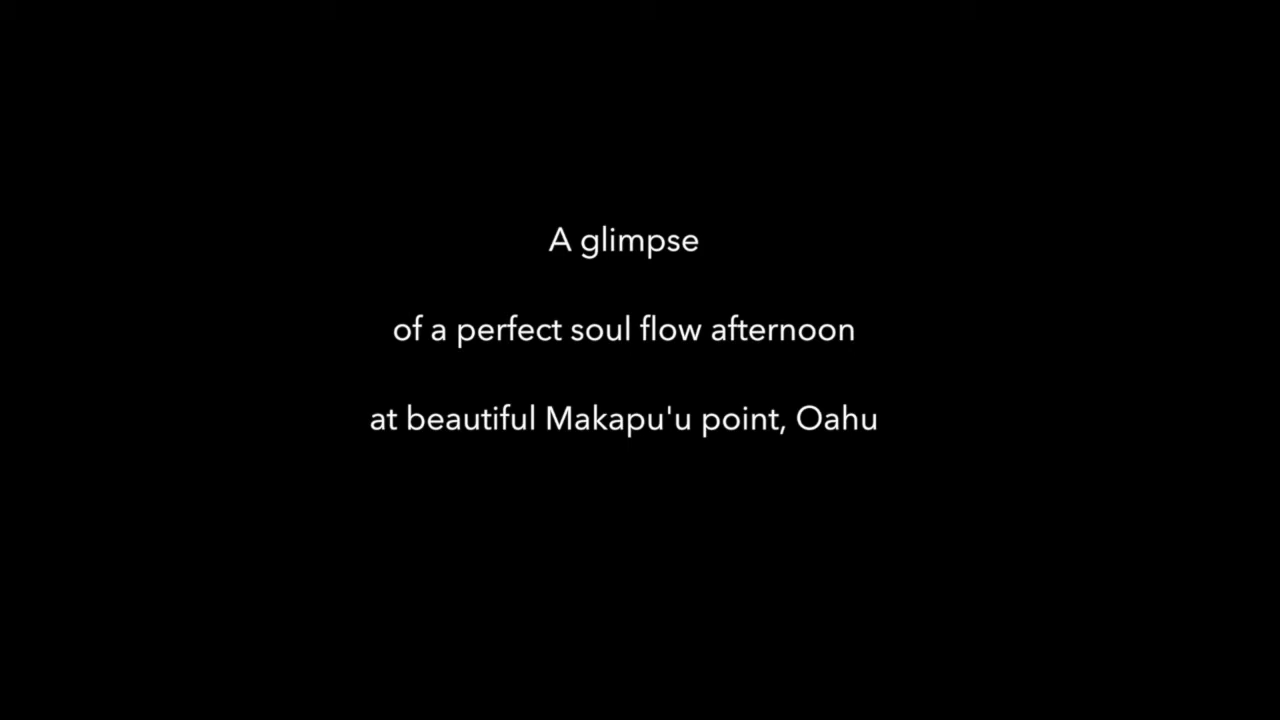 A glimpse
of a perfect soul flow afternoon
at beautiful Makapu'u point, Oahu